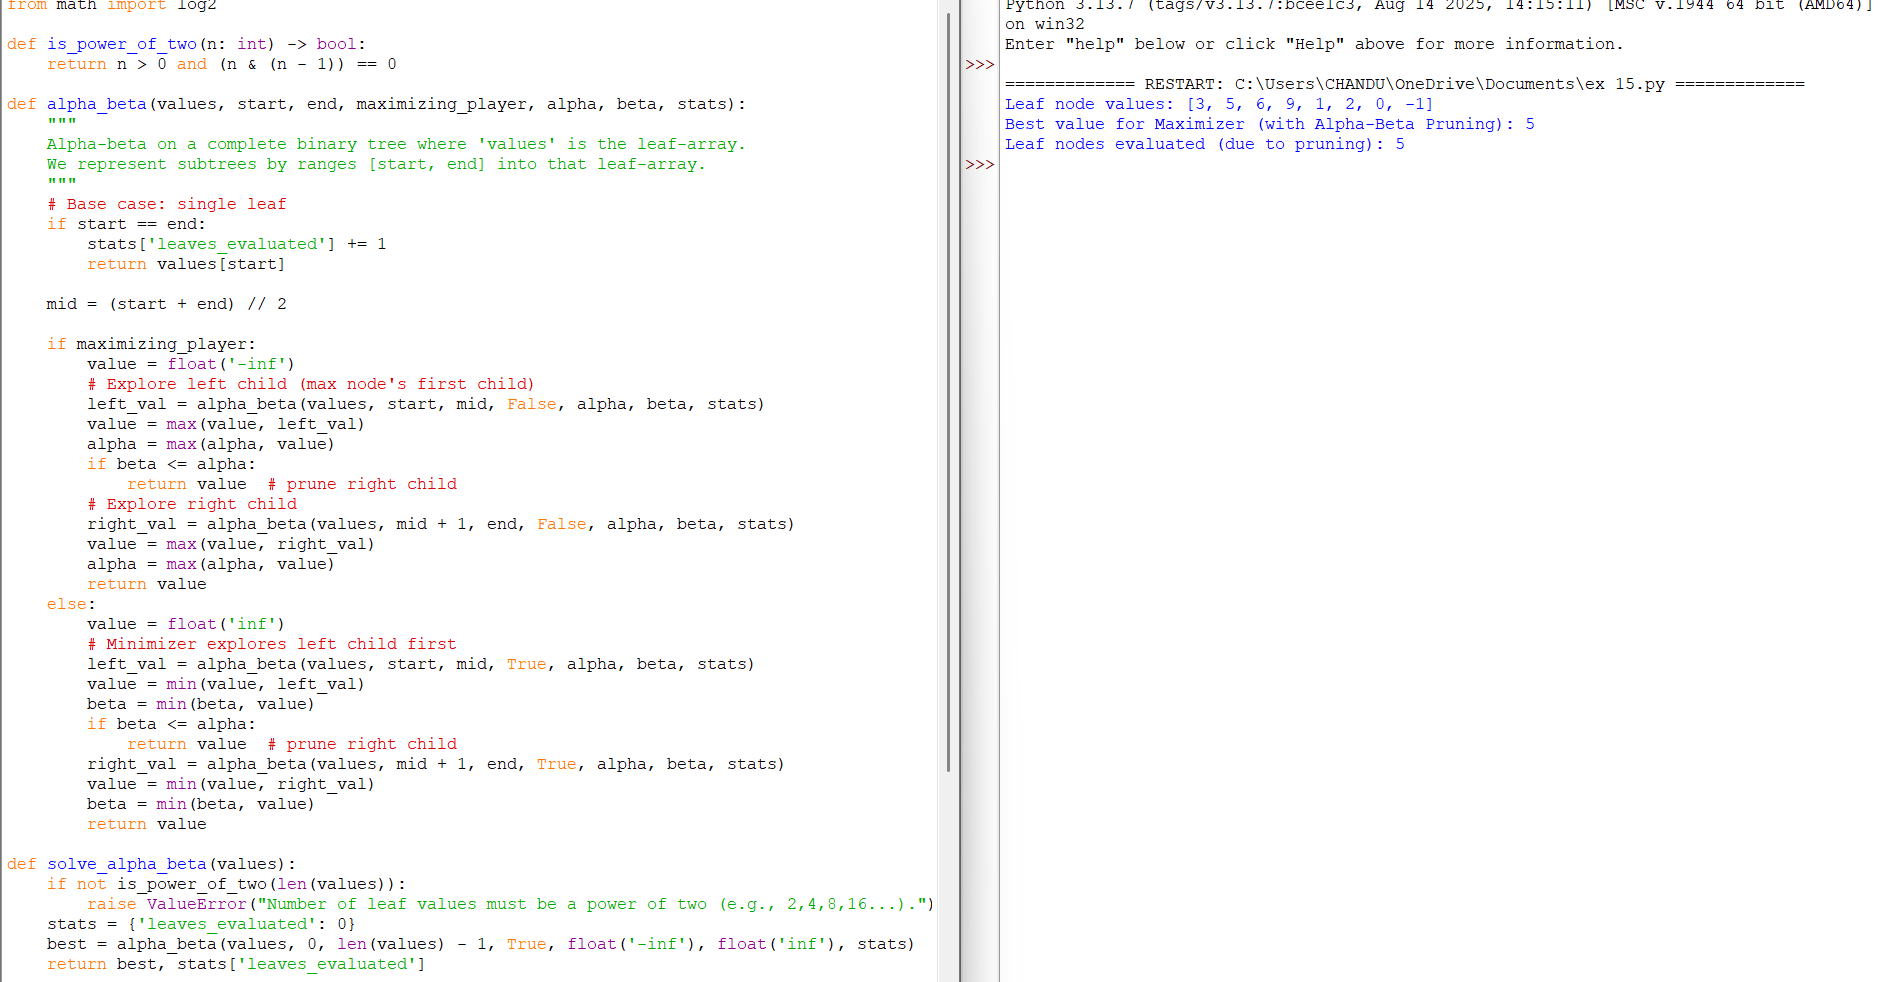 from math import log2
def is_power_of_two(n: int) -> bool:
    return n > 0 and (n & (n - 1)) == 0
def alpha_beta(values, start, end, maximizing_player, alpha, beta, stats):
    """
    Alpha-beta on a complete binary tree where 'values' is the leaf-array.
    We represent subtrees by ranges [start, end] into that leaf-array.
    """
    # Base case: single leaf
    if start == end:
        stats['leaves_evaluated'] += 1
        return values[start]
    mid = (start + end) // 2
    if maximizing_player:
        value = float('-inf')
        # Explore left child (max node's first child)
        left_val = alpha_beta(values, start, mid, False, alpha, beta, stats)
        value = max(value, left_val)
        alpha = max(alpha, value)
        if beta <= alpha:
            return value  # prune right child
        # Explore right child
        right_val = alpha_beta(values, mid + 1, end, False, alpha, beta, stats)
        value = max(value, right_val)
        alpha = max(alpha, value)
        return value
    else:
        value = float('inf')
        # Minimizer explores left child first
        left_val = alpha_beta(values, start, mid, True, alpha, beta, stats)
        value = min(value, left_val)
        beta = min(beta, value)
        if beta <= alpha:
            return value  # prune right child
        right_val = alpha_beta(values, mid + 1, end, True, alpha, beta, stats)
        value = min(value, right_val)
        beta = min(beta, value)
        return value
def solve_alpha_beta(values):
    if not is_power_of_two(len(values)):
        raise ValueError("Number of leaf values must be a power of two (e.g., 2,4,8,16...).")
    stats = {'leaves_evaluated': 0}
    best = alpha_beta(values, 0, len(values) - 1, True, float('-inf'), float('inf'), stats)
    return best, stats['leaves_evaluated']
Python 3.13.7 (tags/v3.13.7:bcee1c3, Aug 14 2025, 14:15:11) [MSC v.1944 64 bit (AMD64)]
on win32
Enter "help" below or click "Help" above for more information.
>>>
============= RESTART: C:\Users\CHANDU\OneDrive\Documents\ex 15.py =============
Leaf node values: [3, 5, 6, 9, 1, 2, 0, -1]
Best value for Maximizer (with Alpha-Beta Pruning): 5
Leaf nodes evaluated (due to pruning): 5
>>>